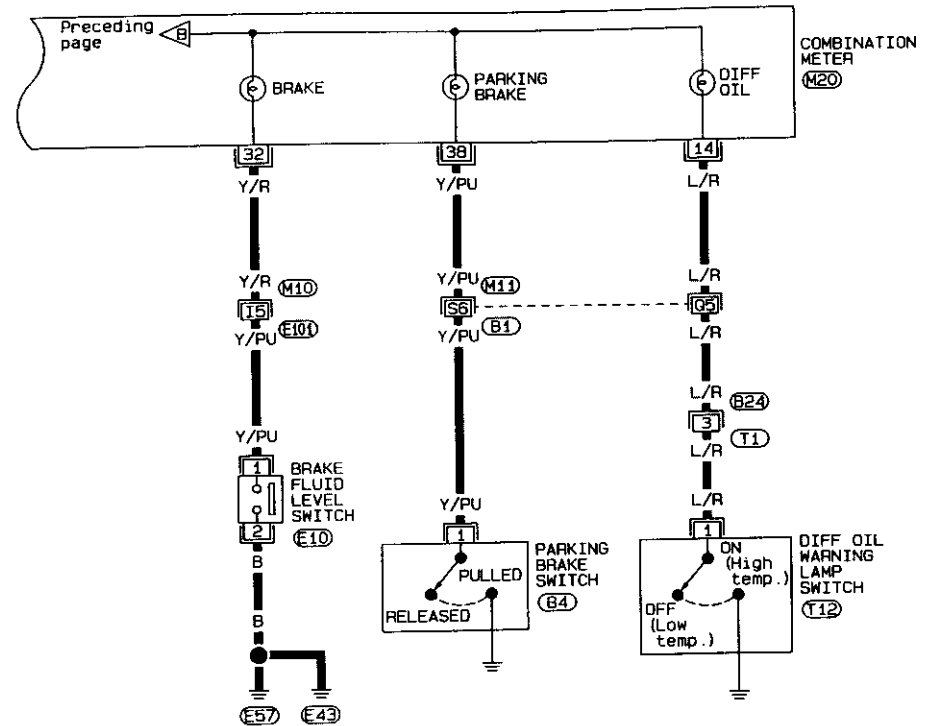 Preceding
page
B
COMBINATION
METER
M20
BRAKE
PARKING
BRAKE
DIFF
OIL
32
38
14
Y/R
Y/PU
L/R
Y/R
M10
Y/PU
M11
L/R
I5
S6
Q5
Y/PU
E101
Y/PU
B1
L/R
L/R
B24
3
T1
L/R
Y/PU
1
BRAKE
FLUID
LEVEL
SWITCH
2
E10
Y/PU
1
PULLED
RELEASED
PARKING
BRAKE
SWITCH
B4
L/R
1
ON
(High
temp.)
OFF
(Low
temp.)
DIFF OIL
WARNING
LAMP
SWITCH
T12
B
B
E57
E43